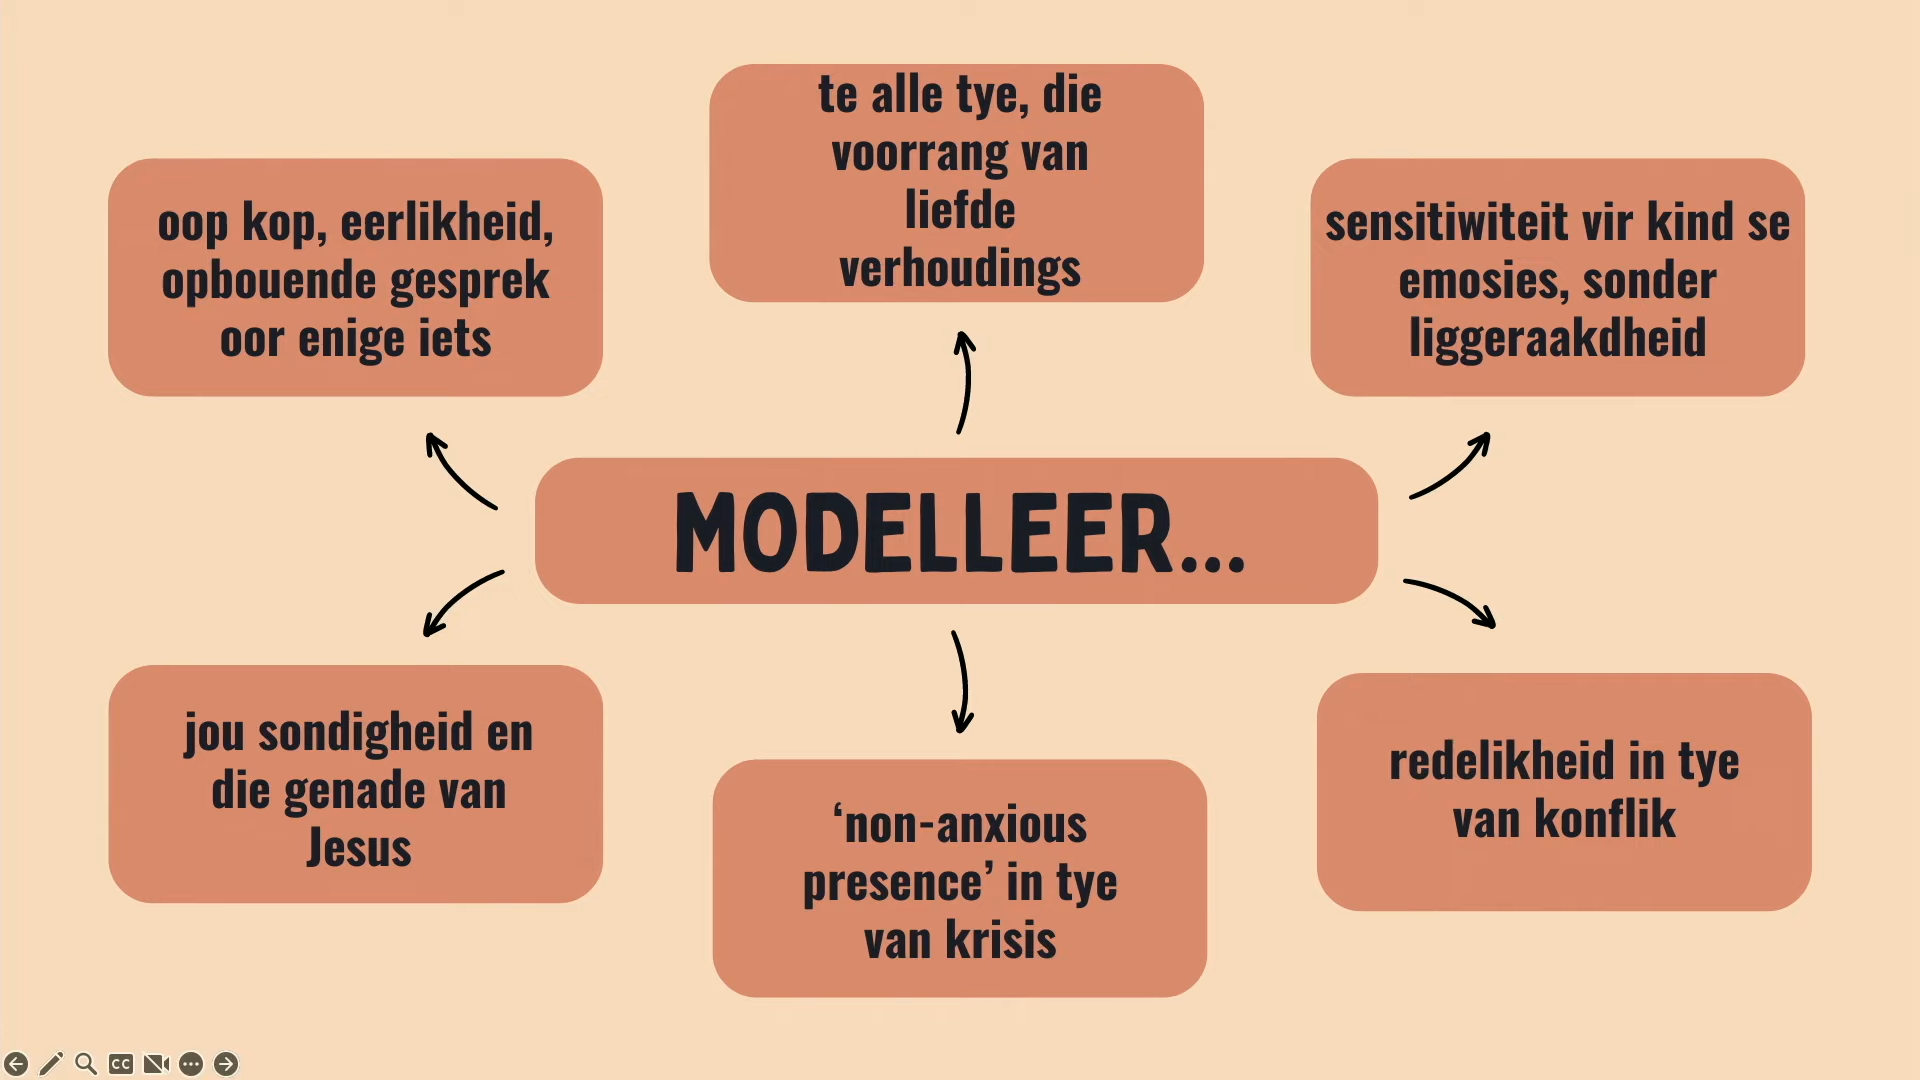 te alle tye, die
voorrang van
liefde
verhoudings
oop kop, eerlikheid,
opbouende gesprek
oor enige iets
sensitiwiteit vir kind se
emosies, sonder
liggeraakdheid
MODELLEER...
jou sondigheid en
die genade van
Jesus
‘non-anxious
presence’ in tye
van krisis
redelikheid in tye
van konflik
CC